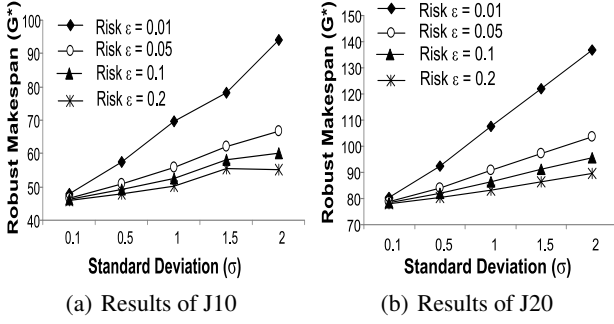 Robust Makespan (G*)
100
90
80
70
60
50
40
Risk ε = 0.01
Risk ε = 0.05
Risk ε = 0.1
Risk ε = 0.2
0.1 0.5 1 1.5 2
Standard Deviation (σ)
(a) Results of J10
Robust Makespan (G*)
150
140
130
120
110
100
90
80
70
Risk ε = 0.01
Risk ε = 0.05
Risk ε = 0.1
Risk ε = 0.2
0.1 0.5 1 1.5 2
Standard Deviation (σ)
(b) Results of J20